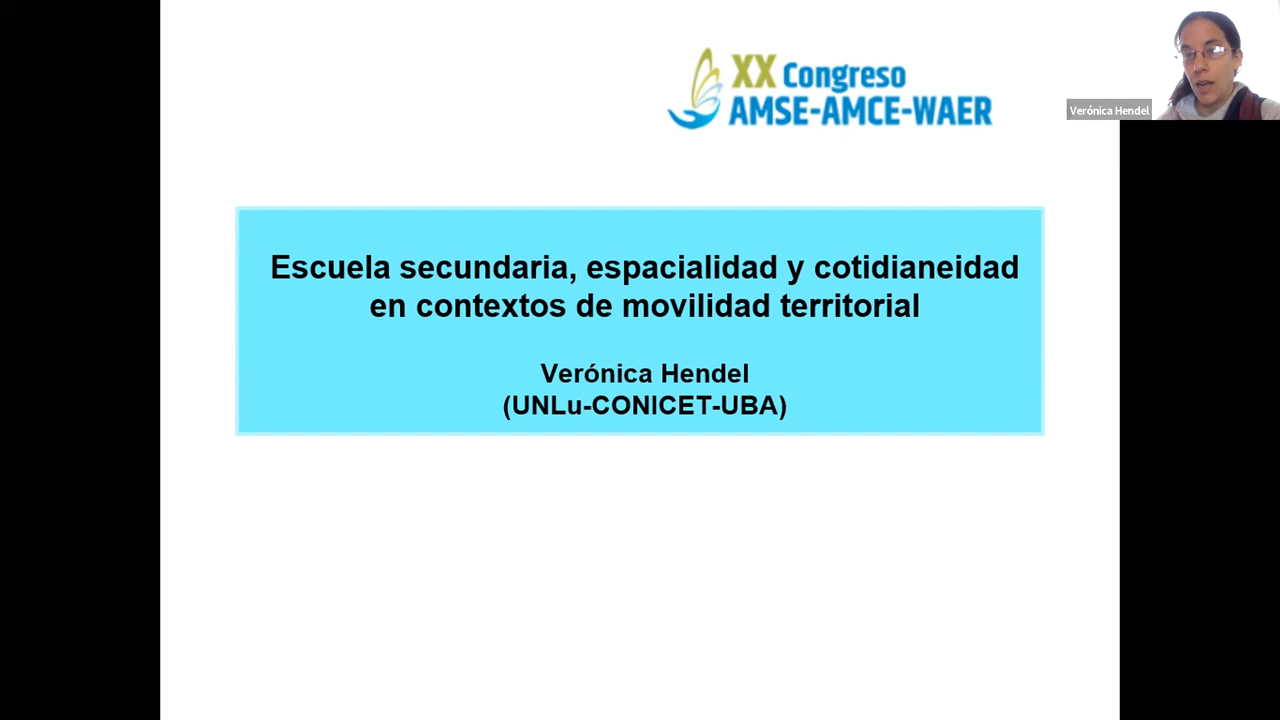 XX Congreso
AMSE-AMCE-WAER
Verónica Hendel
Escuela secundaria, espacialidad y cotidianeidad
en contextos de movilidad territorial
Verónica Hendel
(UNLu-CONICET-UBA)